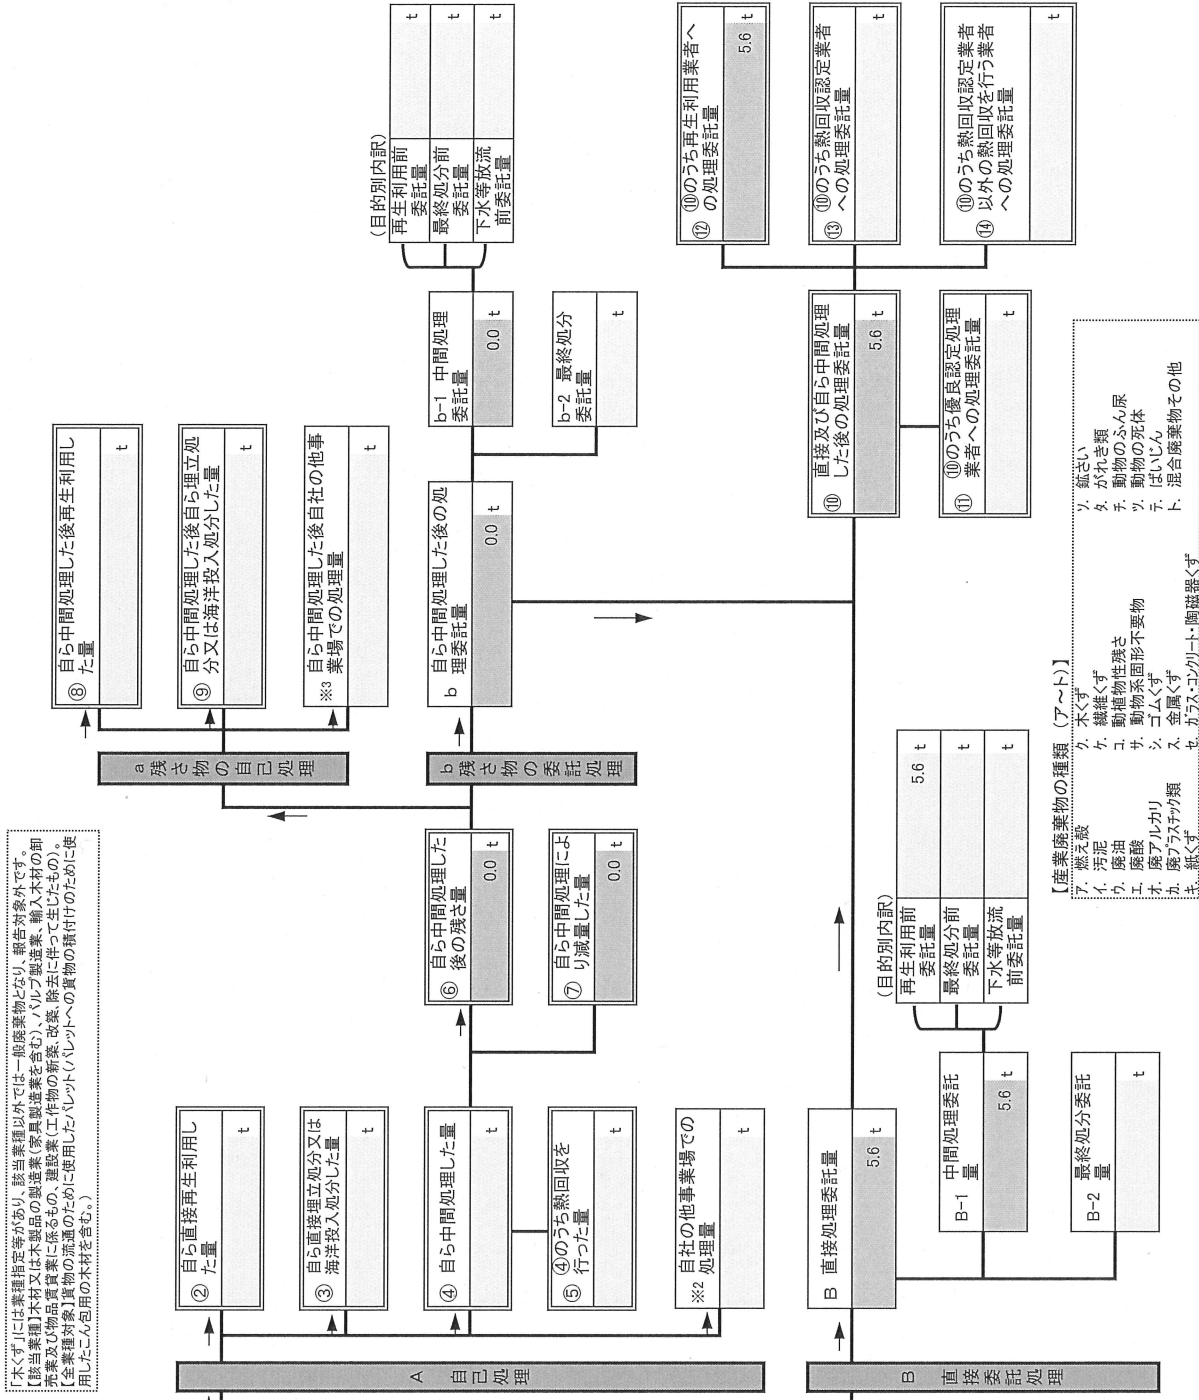 「木くず」には業種指定等があり、該当業種以外では一般廃棄物となり、報告対象外です。
【該当業種】木材又は木製品の製造業(家具製造業を含む)、パルプ製造業、輸入木材の卸
売業及び物品賃貸業に係るもの、建設業(工作物の新築、改築、除去に伴って生じたもの)。
【全業種対象】貨物の流通のために使用したパレット(パレットへの貨物の積付けのために使
用したこん包用の木材を含む。)
A 自己処理
② 自ら直接再生利用し
た量
t
③ 自ら直接埋立処分又は
海洋投入処分した量
t
④ 自ら中間処理した量
t
⑤ ④のうち熱回収を
行った量
t
※2 自社の他事業場での
処理量
t
⑥ 自ら中間処理した
後の残さ量
0.0 t
⑦ 自ら中間処理によ
り減量した量
0.0 t
a 残さ物の自己処理
⑧ 自ら中間処理した後再生利用し
た量
t
⑨ 自ら中間処理した後自ら埋立処
分又は海洋投入処分した量
t
※3 自ら中間処理した後自社の他事
業場での処理量
t
b 残さ物の委託処理
b 自ら中間処理した後の処
理委託量
0.0 t
b-1 中間処理
委託量
0.0 t
b-2 最終処分
委託量
t
(目的別内訳)
再生利用前
委託量
t
最終処分前
委託量
t
下水等放流
前委託量
t
B 直接委託処理
B 直接処理委託量
5.6 t
B-1 中間処理委託
量
5.6 t
B-2 最終処分委託
量
t
(目的別内訳)
再生利用前
委託量
5.6 t
最終処分前
委託量
t
下水等放流
前委託量
t
⑩ 直接及び自ら中間処理
した後の処理委託量
5.6 t
⑪ ⑩のうち優良認定処理
業者への処理委託量
t
⑫ ⑩のうち再生利用業者へ
の処理委託量
5.6 t
⑬ ⑩のうち熱回収認定業者
への処理委託量
t
⑭ ⑩のうち熱回収認定業者
以外の熱回収を行う業者
への処理委託量
t
【産業廃棄物の種類(ア~ト)】
ア. 燃え殻
イ. 汚泥
ウ. 廃油
エ. 廃酸
オ. 廃アルカリ
カ. 廃プラスチック類
キ. 紙くず
ク. 木くず
ケ. 繊維くず
コ. 動植物性残さ
サ. 動物系固形不要物
シ. ゴムくず
ス. 金属くず
セ. ガラス・コンクリート・陶磁器くず
ソ. 鉱さい
タ. がれき類
チ. 動物のふん尿
ツ. 動物の死体
テ. ばいじん
ト. 混合廃棄物その他